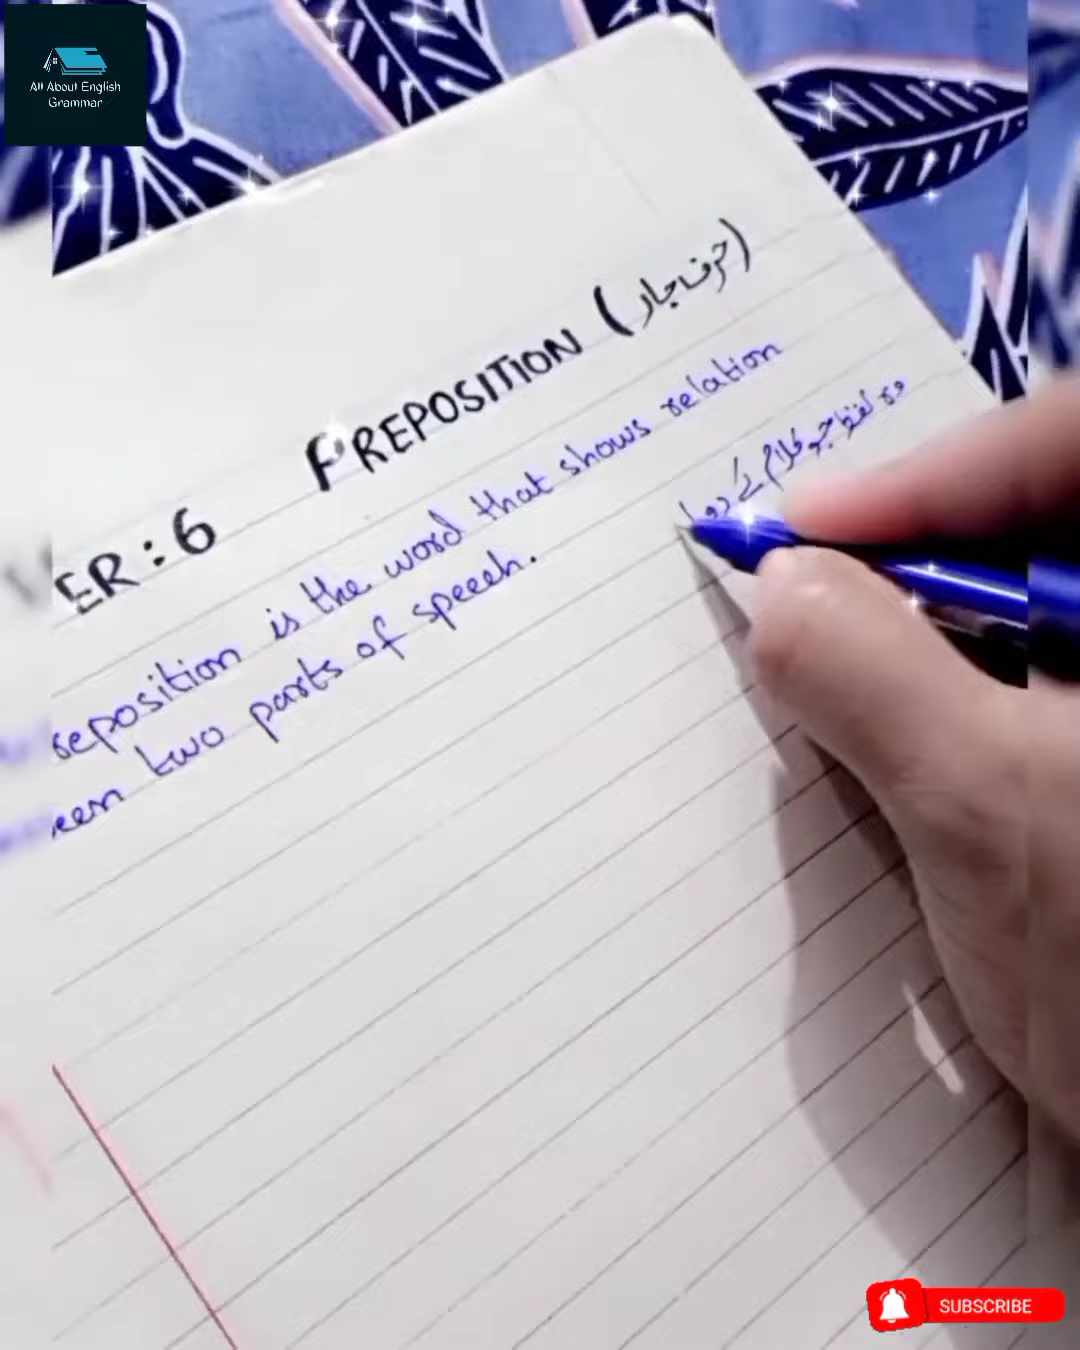 All About English
Grammar
PREPOSITION (حرف جار)
ER : 6
reposition is the word that shows relation
een two parts of speech.
وہ لفظ جو کلام کے دو
SUBSCRIBE